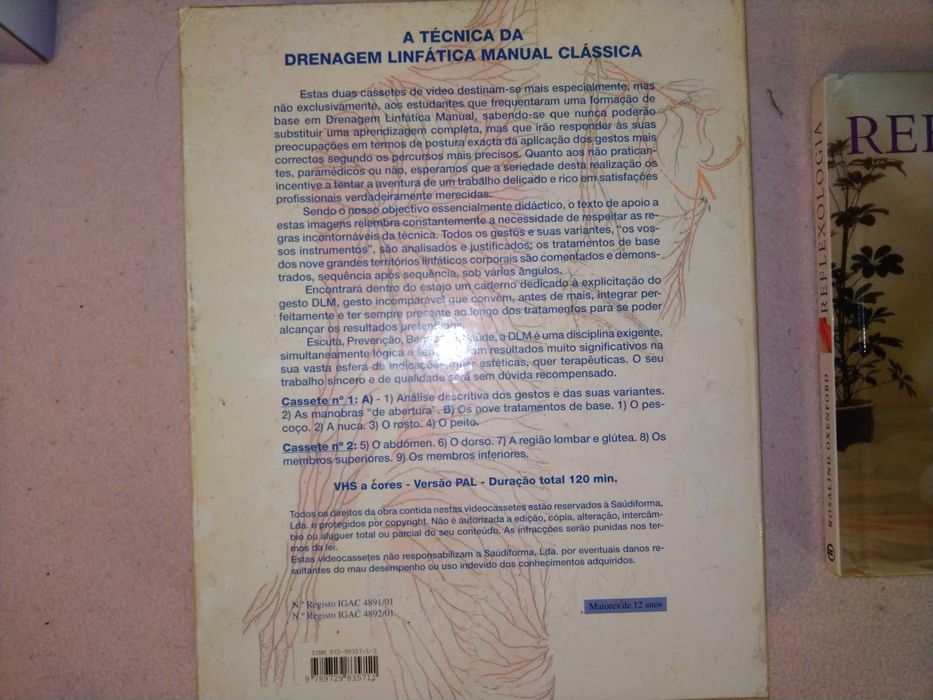 A TÉCNICA DA
DRENAGEM LINFÁTICA MANUAL CLÁSSICA
Estas duas cassetes de vídeo destinam-se mais especialmente, mas
não exclusivamente, aos estudantes que frequentaram uma formação de
base em Drenagem Linfática Manual, sabendo-se que nunca poderão
substituir uma aprendizagem completa, mas que irão responder às suas
preocupações em termos de postura exacta da aplicação dos gestos mais
correctos segundo os percursos mais precisos. Quanto aos não pratican-
tes, paramédicos ou não, esperamos que a seriedade desta realização os
incentive a tentar a aventura de um trabalho delicado e rico em satisfações
profissionais verdadeiramente merecidas.
Sendo o nosso objectivo essencialmente didáctico, o texto de apoio a
estas imagens relembra constantemente a necessidade de respeitar as re-
gras incontornáveis da técnica. Todos os gestos e suas variantes, "os vos-
sos instrumentos", são analisados e justificados; os tratamentos de base
dos nove grandes territórios linfáticos corporais são comentados e demons-
trados, sequência após sequência, sob vários ângulos.
Encontrará dentro do estojo um caderno dedicado à explicitação do
gesto DLM, gesto incomparável que convém, antes de mais, integrar per-
feitamente e ter sempre presente ao longo dos tratamentos para se poder
alcançar os resultados
Escuta, Prevenção, Saúde, a DLM é uma disciplina exigente,
simultaneamente lógica e com resultados muito significativos na
sua vasta esfera de indicações, quer estéticas, quer terapêuticas. O seu
trabalho sincero e de qualidade será sem dúvida recompensado.
Cassete nº 1: A) - 1) Análise descritiva dos gestos e das suas variantes.
2) As manobras "de abertura". B) Os nove tratamentos de base. 1) O pes-
coço. 2) A nuca. 3) O rosto. 4) O peito.
Cassete nº 2: 5) O abdómen. 6) O dorso. 7) A região lombar e glútea. 8) Os
membros superiores. 9) Os membros inferiores.
VHS a cores - Versão PAL - Duração total 120 min.
Todos os direitos da obra contida nestas videocassetes estão reservados à Saúdiforma,
Lda. e protegidos por copyright. Não é autorizada a edição, cópia, alteração, intercâm-
bio ou aluguer total ou parcial do seu conteúdo. As infracções serão punidas nos ter-
mos da lei.
Estas videocassetes não responsabilizam a Saúdiforma, Lda. por eventuais danos re-
sultantes do mau desempenho ou uso indevido dos conhecimentos adquiridos.
N.º Registo IGAC 4891/01
N.º Registo IGAC 4892/01
Maiores de 12 anos
ISBN 972-98357-1-3
9 789729 835711
REFLEXOLOGIA
ROSALIND OXENFORD
REF